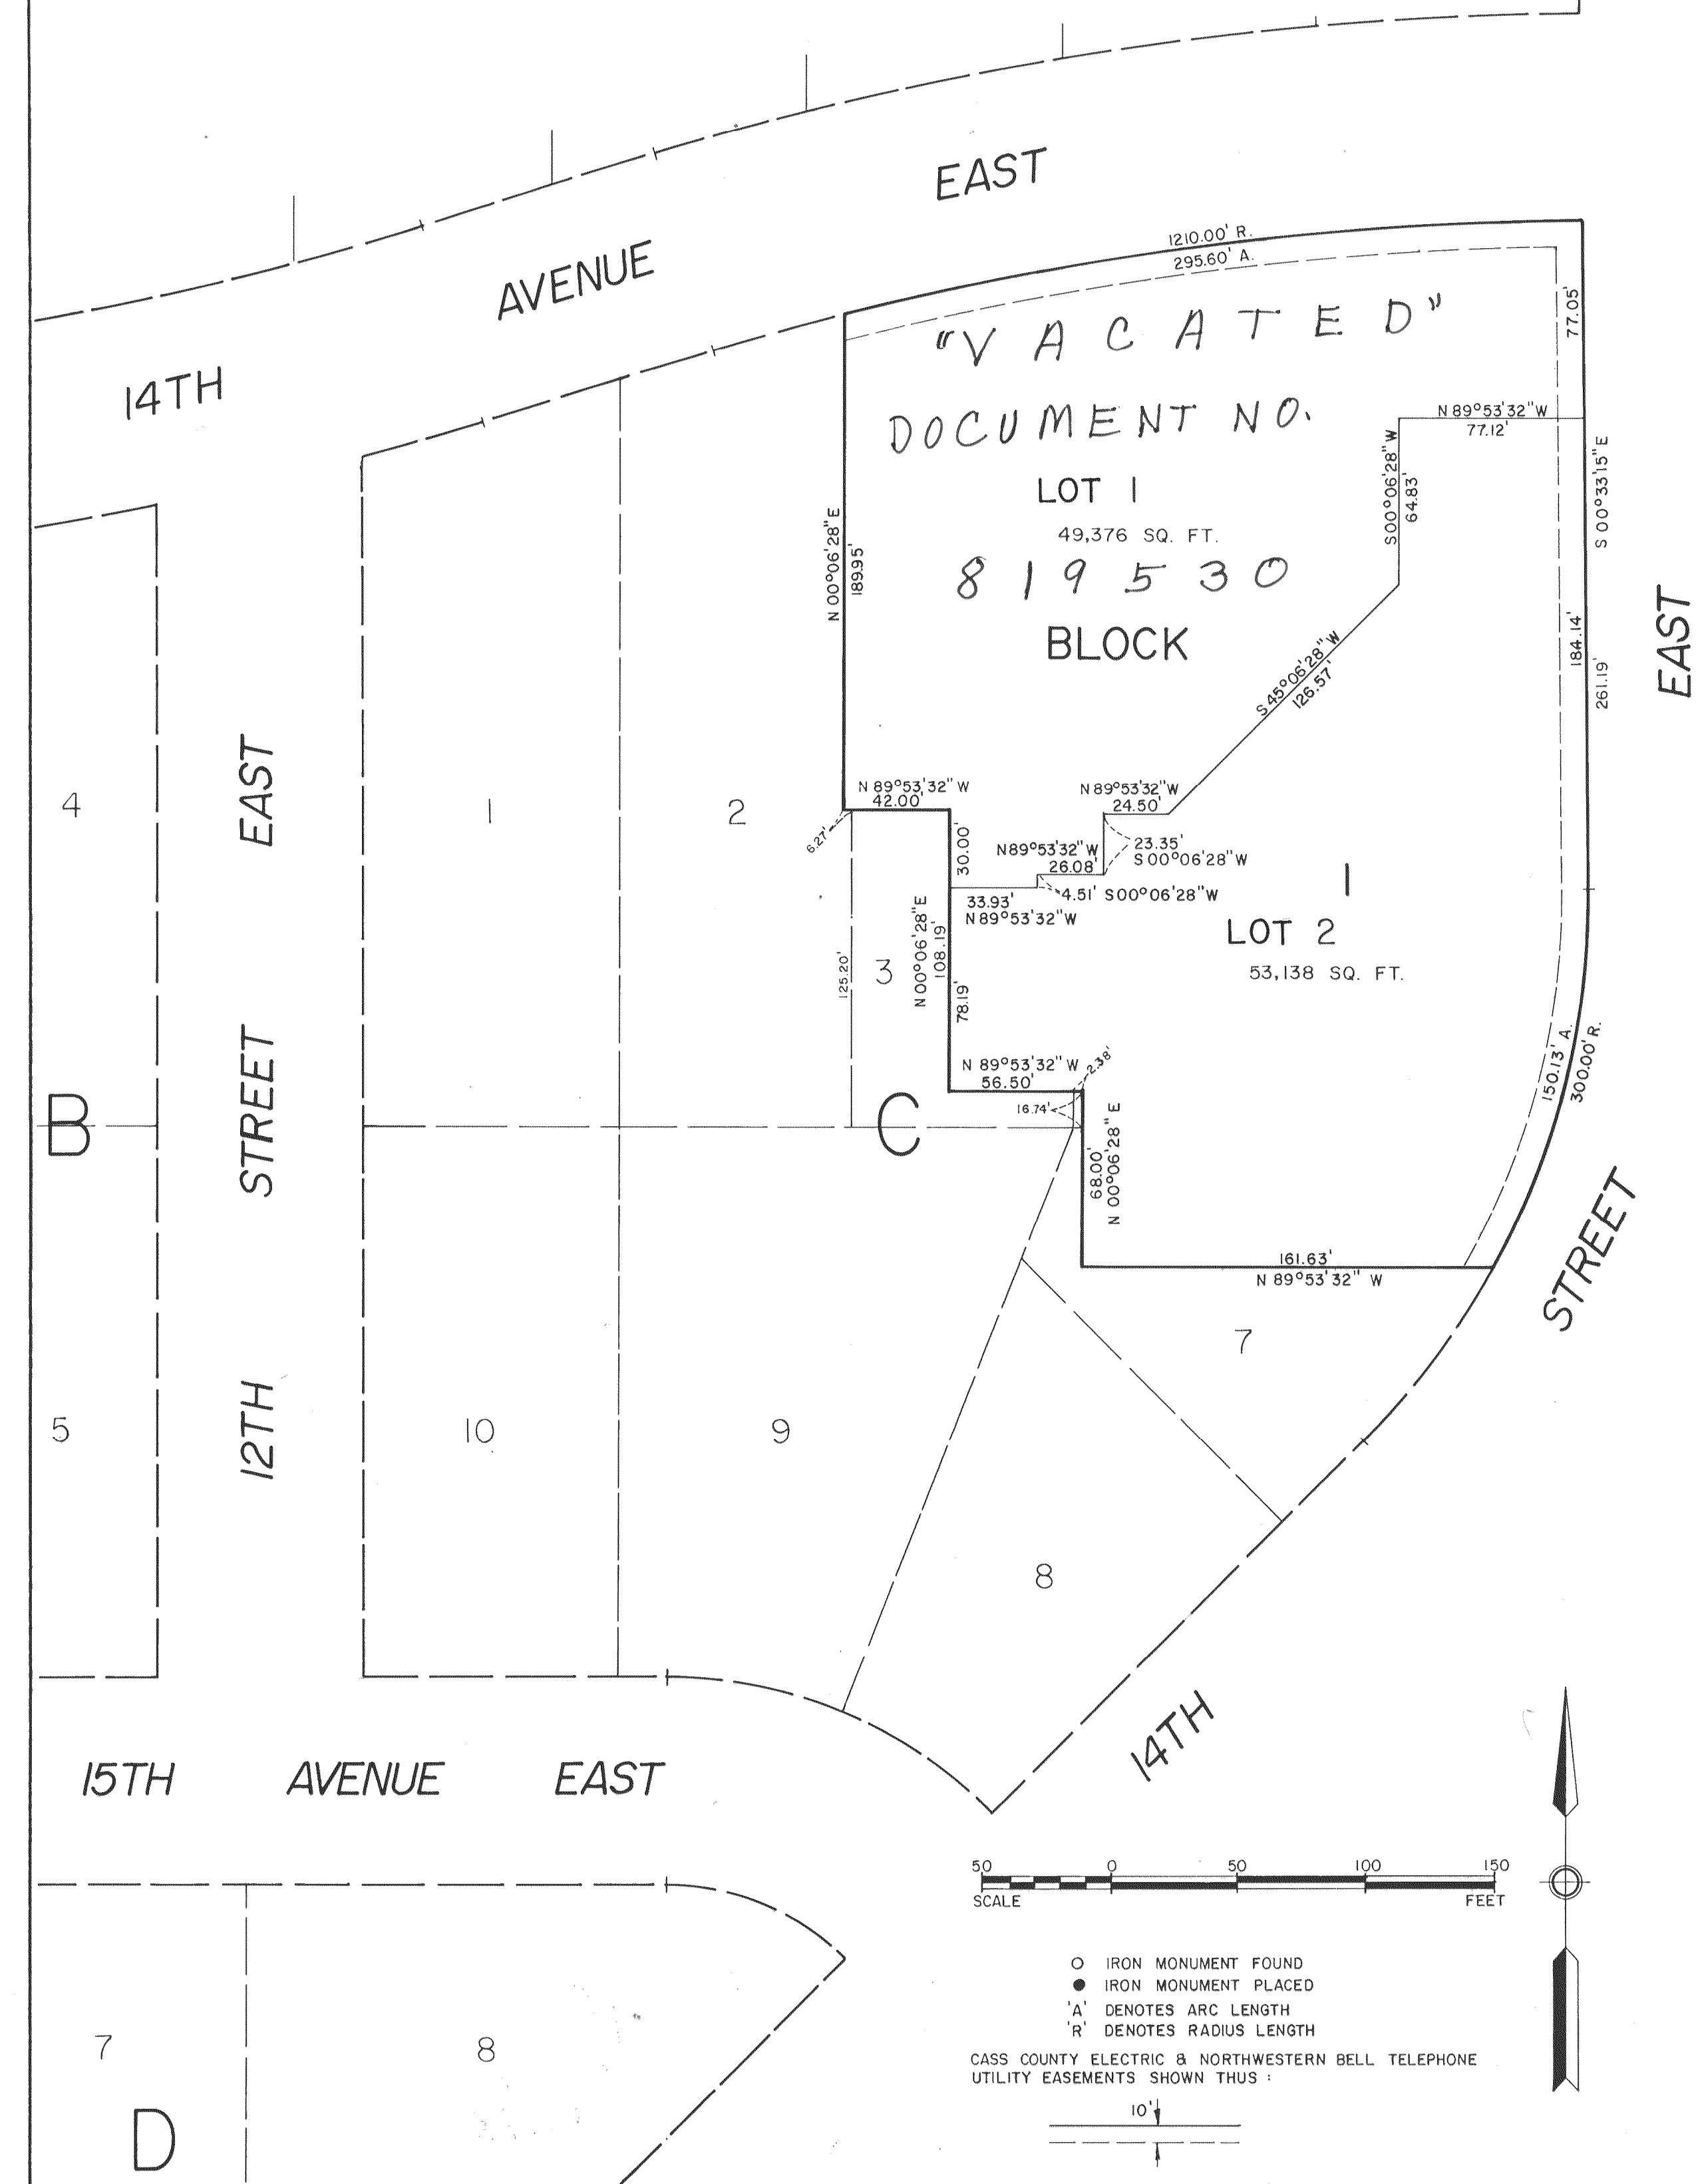 EAST
AVENUE
14TH
1210.00' R.
295.60' A.
"VACATED"
DOCUMENT NO.
LOT 1
49,376 SQ. FT.
819530
BLOCK
1
77.05'
N 89°53'32" W
77.12'
S 00°06'28" W
64.83'
S 00°33'15" E
184.14'
261.19'
EAST
N 00°06'28" E
189.95'
S 45°06'28" W
126.57'
4
EAST
1
2
N 89°53'32" W
42.00'
6.27'
30.00'
N 89°53'32" W
24.50'
23.35'
S 00°06'28" W
N 89°53'32" W
26.08'
4.51' S 00°06'28" W
33.93'
N 89°53'32" W
LOT 2
53,138 SQ. FT.
N 00°06'28" E
108.19'
125.20'
3
78.19'
N 89°53'32" W
56.50'
2.38'
16.74'
150.13' A.
300.00' R.
B
STREET
C
68.00'
N 00°06'28" E
161.63'
N 89°53'32" W
STREET
7
5
12TH
10
9
8
14TH
15TH AVENUE EAST
50 0 50 100 150
SCALE FEET
IRON MONUMENT FOUND
IRON MONUMENT PLACED
'A' DENOTES ARC LENGTH
'R' DENOTES RADIUS LENGTH
CASS COUNTY ELECTRIC & NORTHWESTERN BELL TELEPHONE
UTILITY EASEMENTS SHOWN THUS :
10'
7
8
D